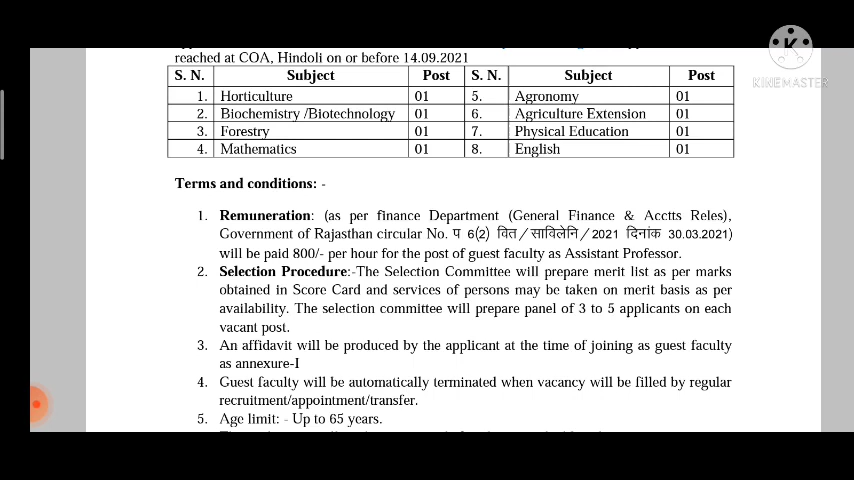 KINEMASTER
reached at COA, Hindoli on or before 14.09.2021
S. N. Subject Post S. N. Subject Post
1. Horticulture 01 5. Agronomy 01
2. Biochemistry /Biotechnology 01 6. Agriculture Extension 01
3. Forestry 01 7. Physical Education 01
4. Mathematics 01 8. English 01
Terms and conditions: -
1. Remuneration: (as per finance Department (General Finance & Acctts Reles),
Government of Rajasthan circular No. प 6(2) वित/साविलेनि/2021 दिनांक 30.03.2021)
will be paid 800/- per hour for the post of guest faculty as Assistant Professor.
2. Selection Procedure:-The Selection Committee will prepare merit list as per marks
obtained in Score Card and services of persons may be taken on merit basis as per
availability. The selection committee will prepare panel of 3 to 5 applicants on each
vacant post.
3. An affidavit will be produced by the applicant at the time of joining as guest faculty
as annexure-I
4. Guest faculty will be automatically terminated when vacancy will be filled by regular
recruitment/appointment/transfer.
5. Age limit: - Up to 65 years.